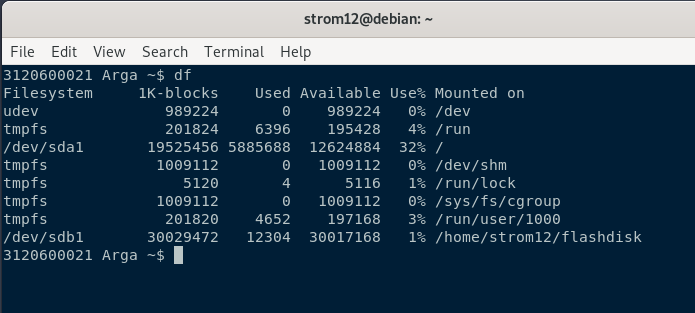 strom12@debian: ~
File Edit View Search Terminal Help
3120600021 Arga ~$ df
Filesystem     1K-blocks    Used Available Use% Mounted on
udev              989224       0    989224   0% /dev
tmpfs             201824    6396    195428   4% /run
/dev/sda1       19525456 5885688  12624884  32% /
tmpfs            1009112       0   1009112   0% /dev/shm
tmpfs               5120       4      5116   1% /run/lock
tmpfs            1009112       0   1009112   0% /sys/fs/cgroup
tmpfs             201820    4652    197168   3% /run/user/1000
/dev/sdb1       30029472   12304  30017168   1% /home/strom12/flashdisk
3120600021 Arga ~$